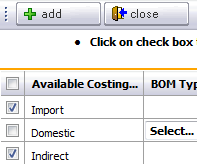 add close
• Click on check box
Available Costing... BOM Typ
Import
Domestic Select...
Indirect